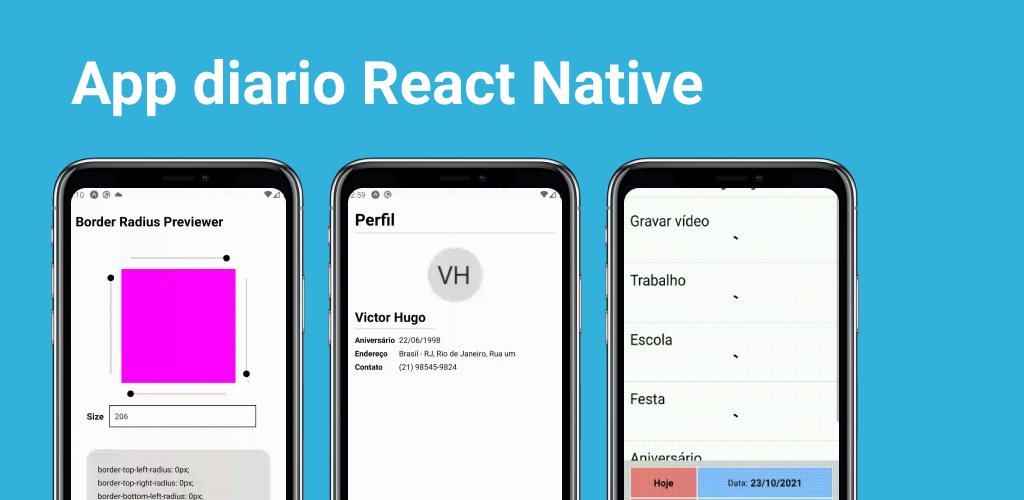 App diario React Native
:10
Border Radius Previewer
Size 206
border-top-left-radius: 0px;
border-top-right-radius: 0px;
border-bottom-left-radius: 0px;
2:59
Perfil
VH
Victor Hugo
Aniversário 22/06/1998
Endereço Brasil - RJ, Rio de Janeiro, Rua um
Contato (21) 98545-9824
Gravar vídeo
Trabalho
Escola
Festa
Aniversário
Hoje Data: 23/10/2021